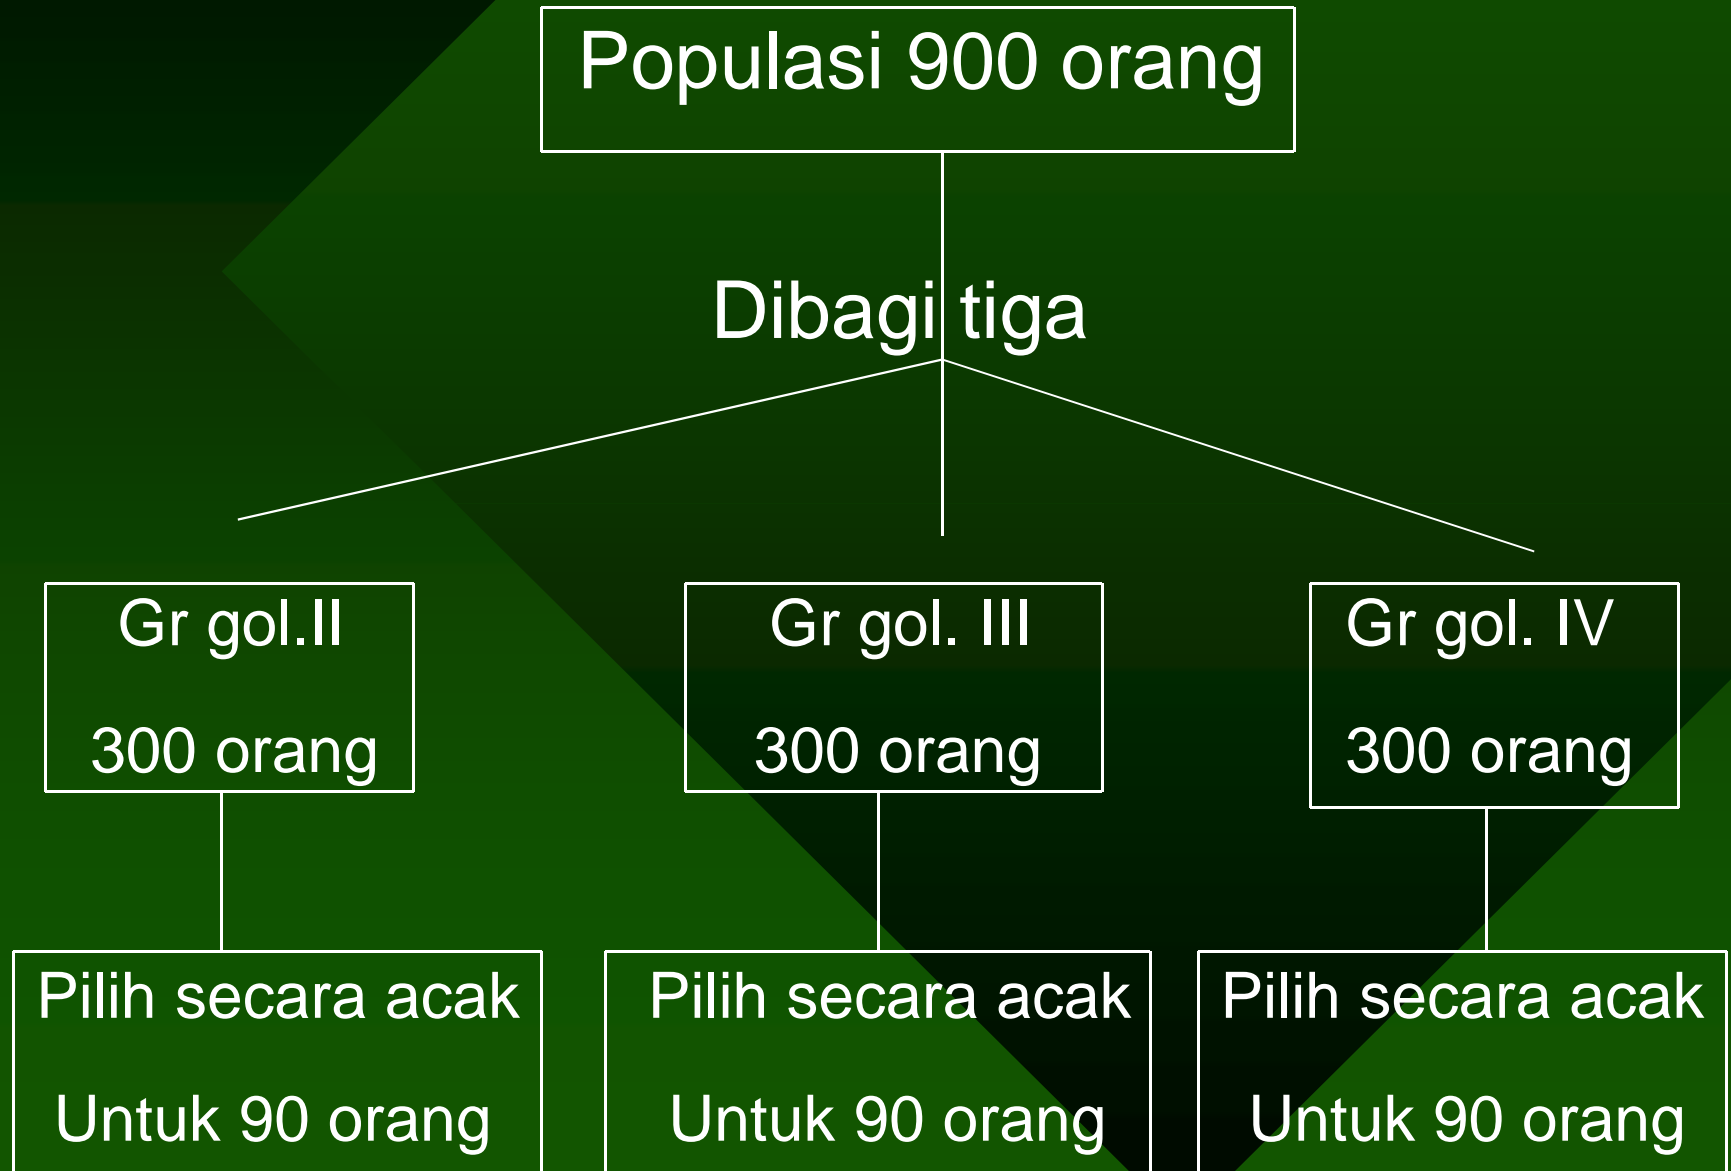 Populasi 900 orang
Dibagi tiga
Gr gol.II
300 orang
Gr gol. III
300 orang
Gr gol. IV
300 orang
Pilih secara acak
Untuk 90 orang
Pilih secara acak
Untuk 90 orang
Pilih secara acak
Untuk 90 orang